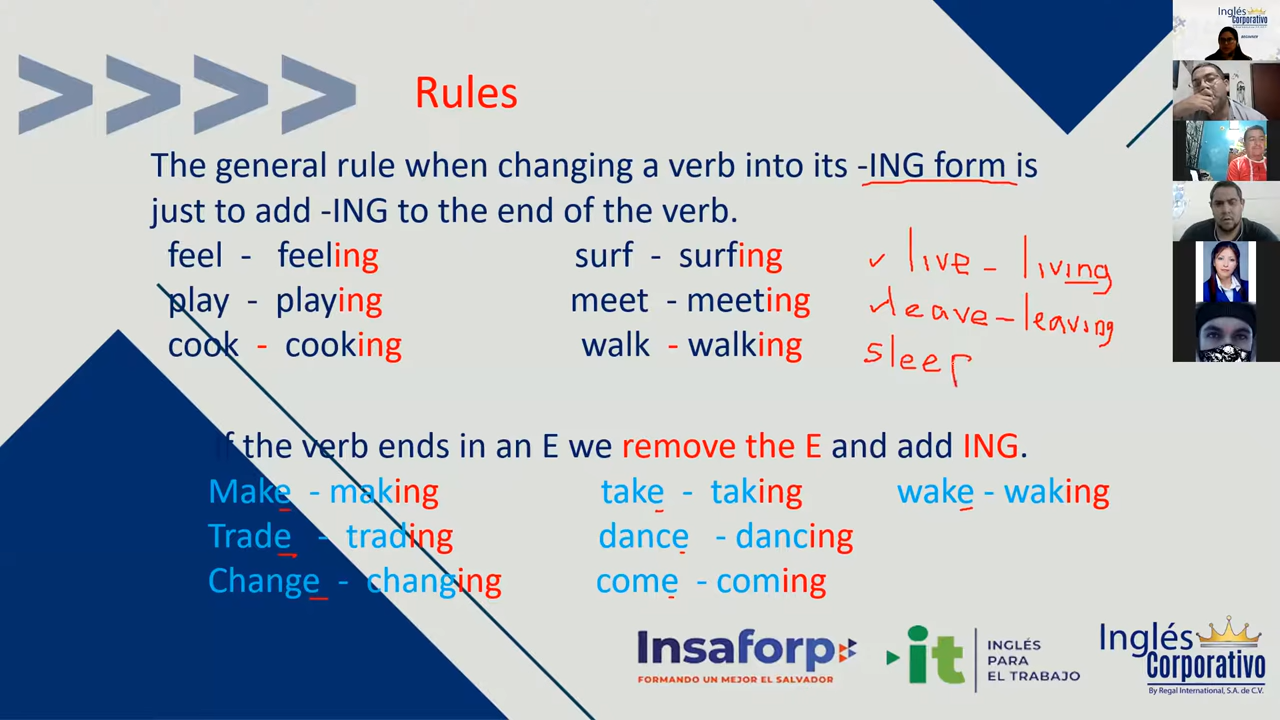 Rules
The general rule when changing a verb into its -ING form is
just to add -ING to the end of the verb.
feel - feeling surf - surfing
play - playing meet - meeting
cook - cooking walk - walking
live - living
leave - leaving
sleep
If the verb ends in an E we remove the E and add ING.
Make - making take - taking wake - waking
Trade - trading dance - dancing
Change - changing come - coming
Insaforp
FORMANDO UN MEJOR EL SALVADOR
it
INGLÉS
PARA
EL TRABAJO
Inglés
Corporativo
By Regal International, S.A. de C.V.
Inglés
Corporativo